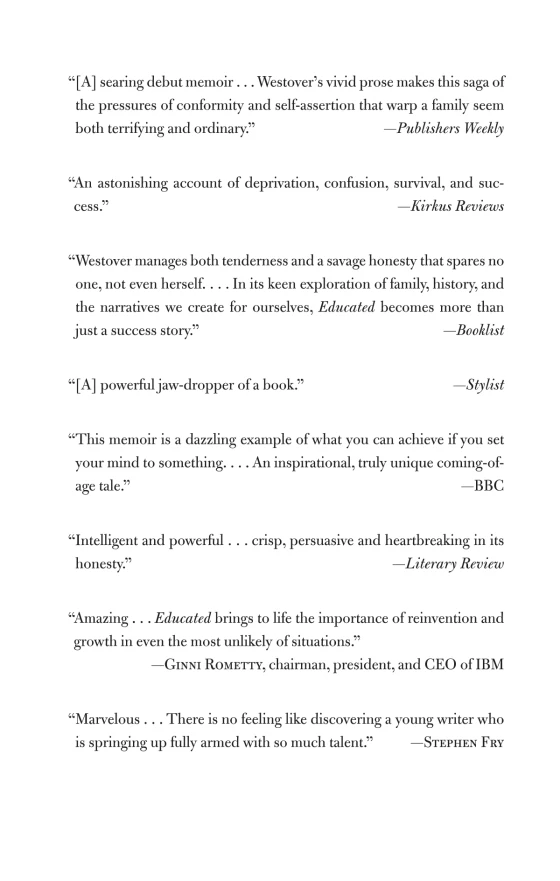 “[A] searing debut memoir . . . Westover’s vivid prose makes this saga of
the pressures of conformity and self-assertion that warp a family seem
both terrifying and ordinary.” —Publishers Weekly
“An astonishing account of deprivation, confusion, survival, and suc-
cess.” —Kirkus Reviews
“Westover manages both tenderness and a savage honesty that spares no
one, not even herself. . . . In its keen exploration of family, history, and
the narratives we create for ourselves, Educated becomes more than
just a success story.” —Booklist
“[A] powerful jaw-dropper of a book.” —Stylist
“This memoir is a dazzling example of what you can achieve if you set
your mind to something. . . . An inspirational, truly unique coming-of-
age tale.” —BBC
“Intelligent and powerful . . . crisp, persuasive and heartbreaking in its
honesty.” —Literary Review
“Amazing . . . Educated brings to life the importance of reinvention and
growth in even the most unlikely of situations.”
—Ginni Rometty, chairman, president, and CEO of IBM
“Marvelous . . . There is no feeling like discovering a young writer who
is springing up fully armed with so much talent.” —Stephen Fry